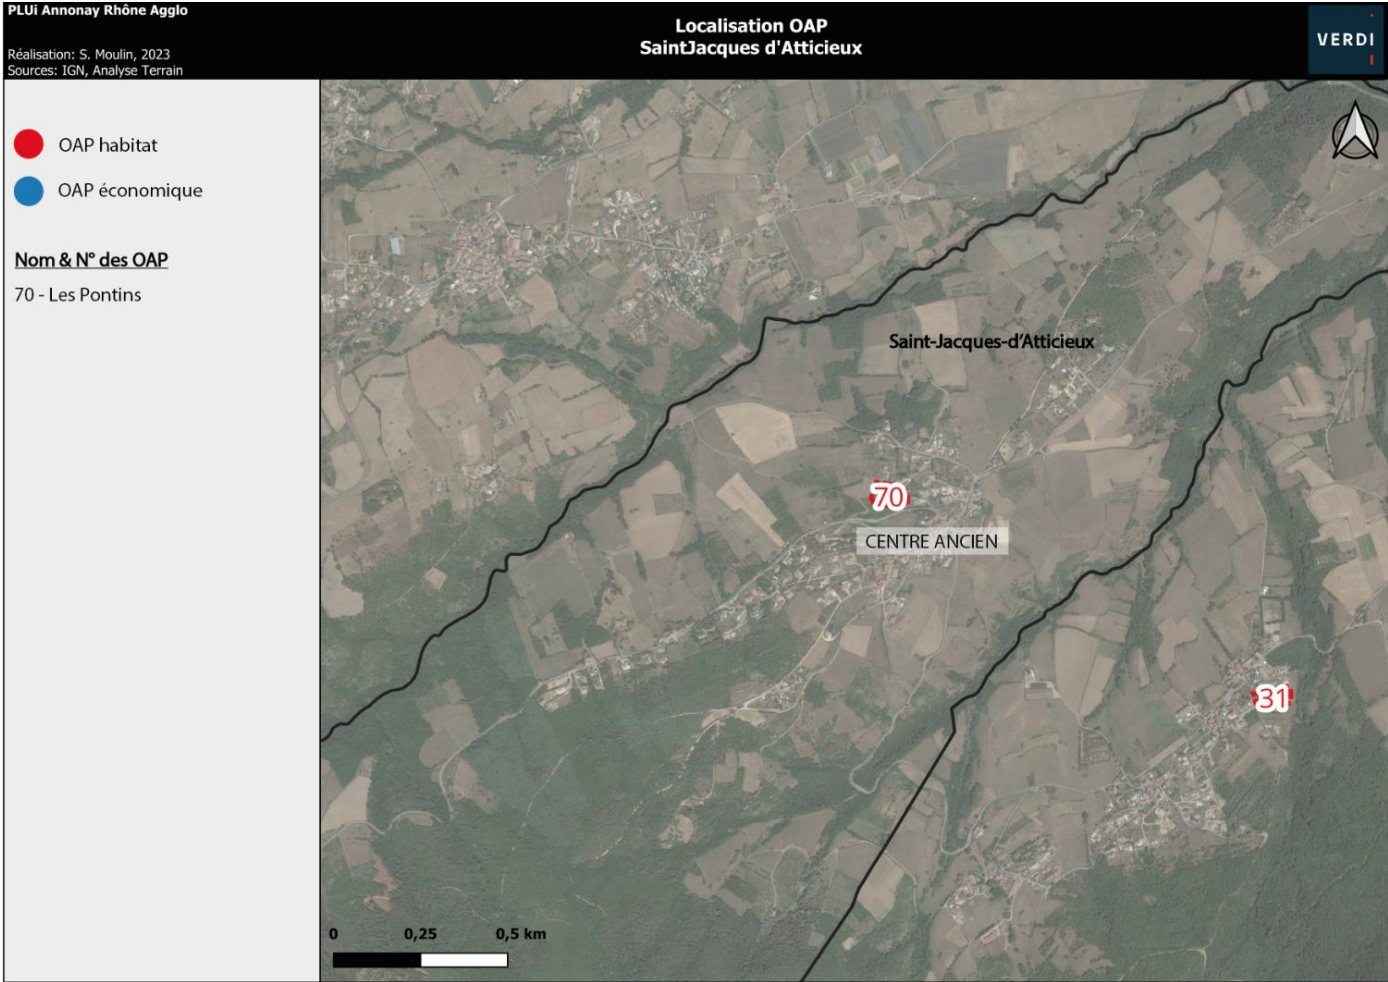 PLUi Annonay Rhône Agglo
Réalisation: S. Moulin, 2023
Sources: IGN, Analyse Terrain
Localisation OAP
SaintJacques d'Atticieux
VERDI
OAP habitat
OAP économique
Nom & N° des OAP
70 - Les Pontins
Saint-Jacques-d'Atticieux
70
CENTRE ANCIEN
31
0 0,25 0,5 km